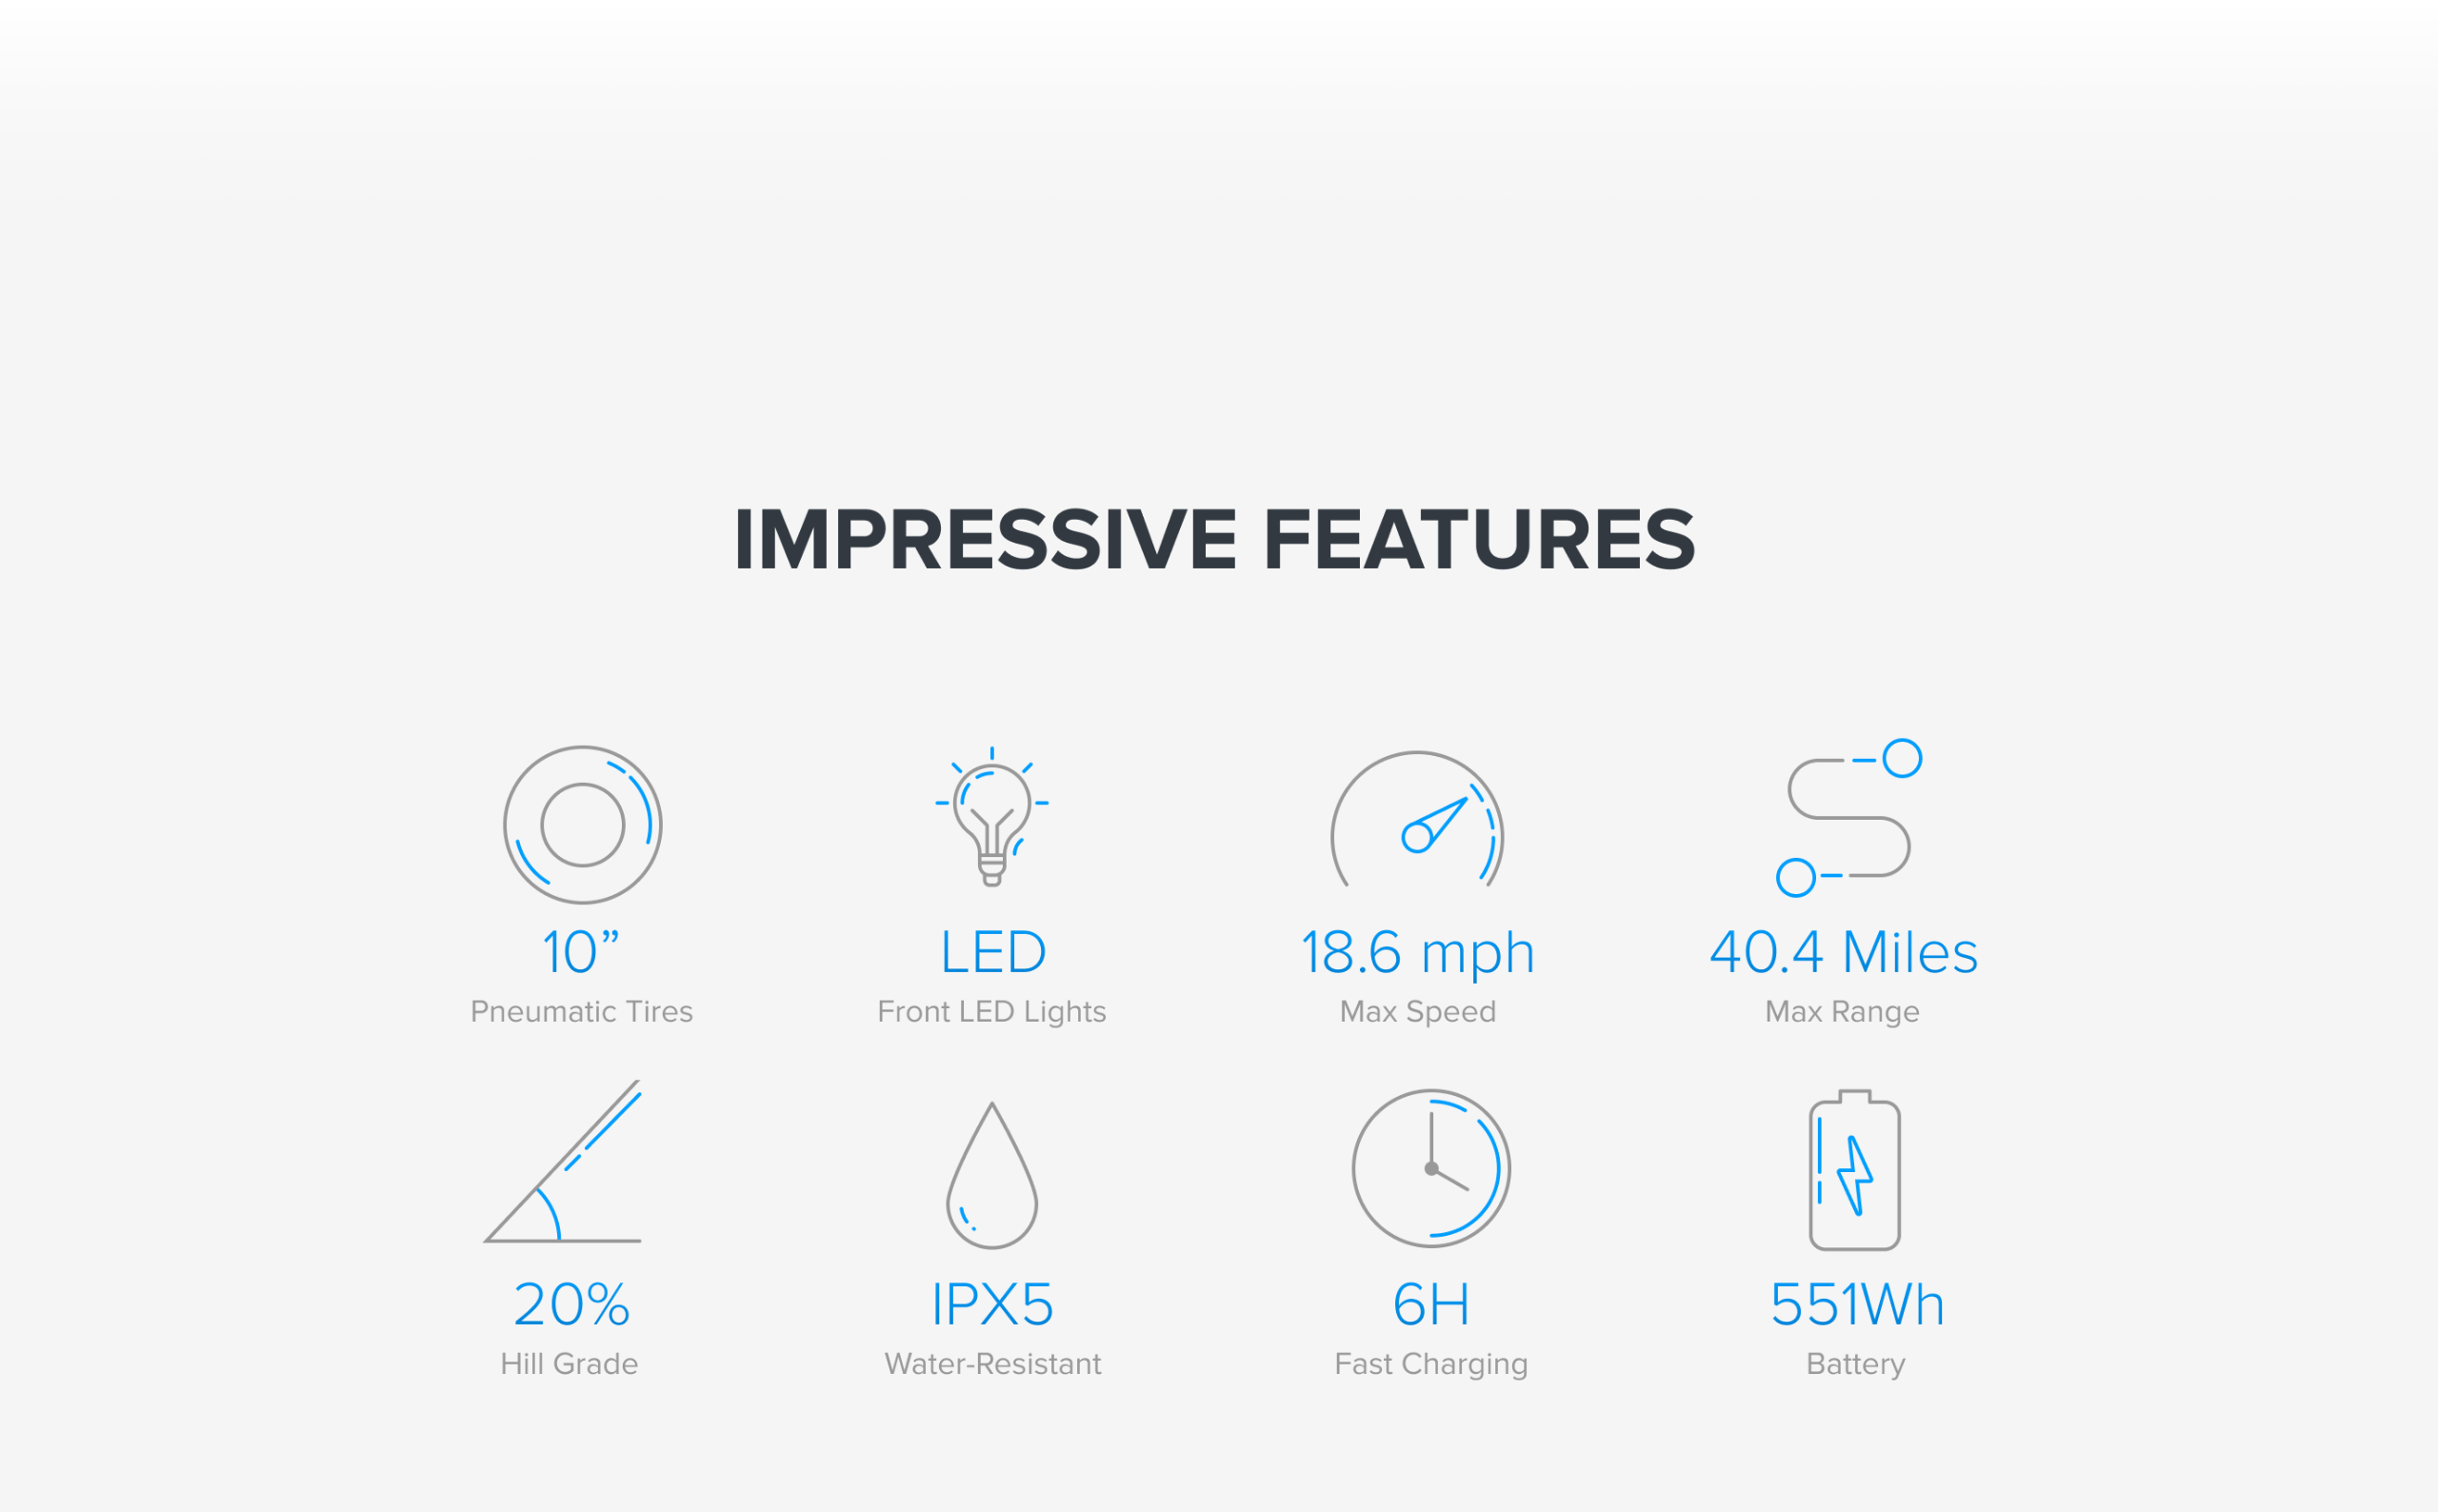 IMPRESSIVE FEATURES
10”
LED
18.6 mph
40.4 Miles
Pneumatic Tires
Front LED Lights
Max Speed
Max Range
20%
IPX5
6H
551Wh
Hill Grade
Water-Resistant
Fast Charging
Battery